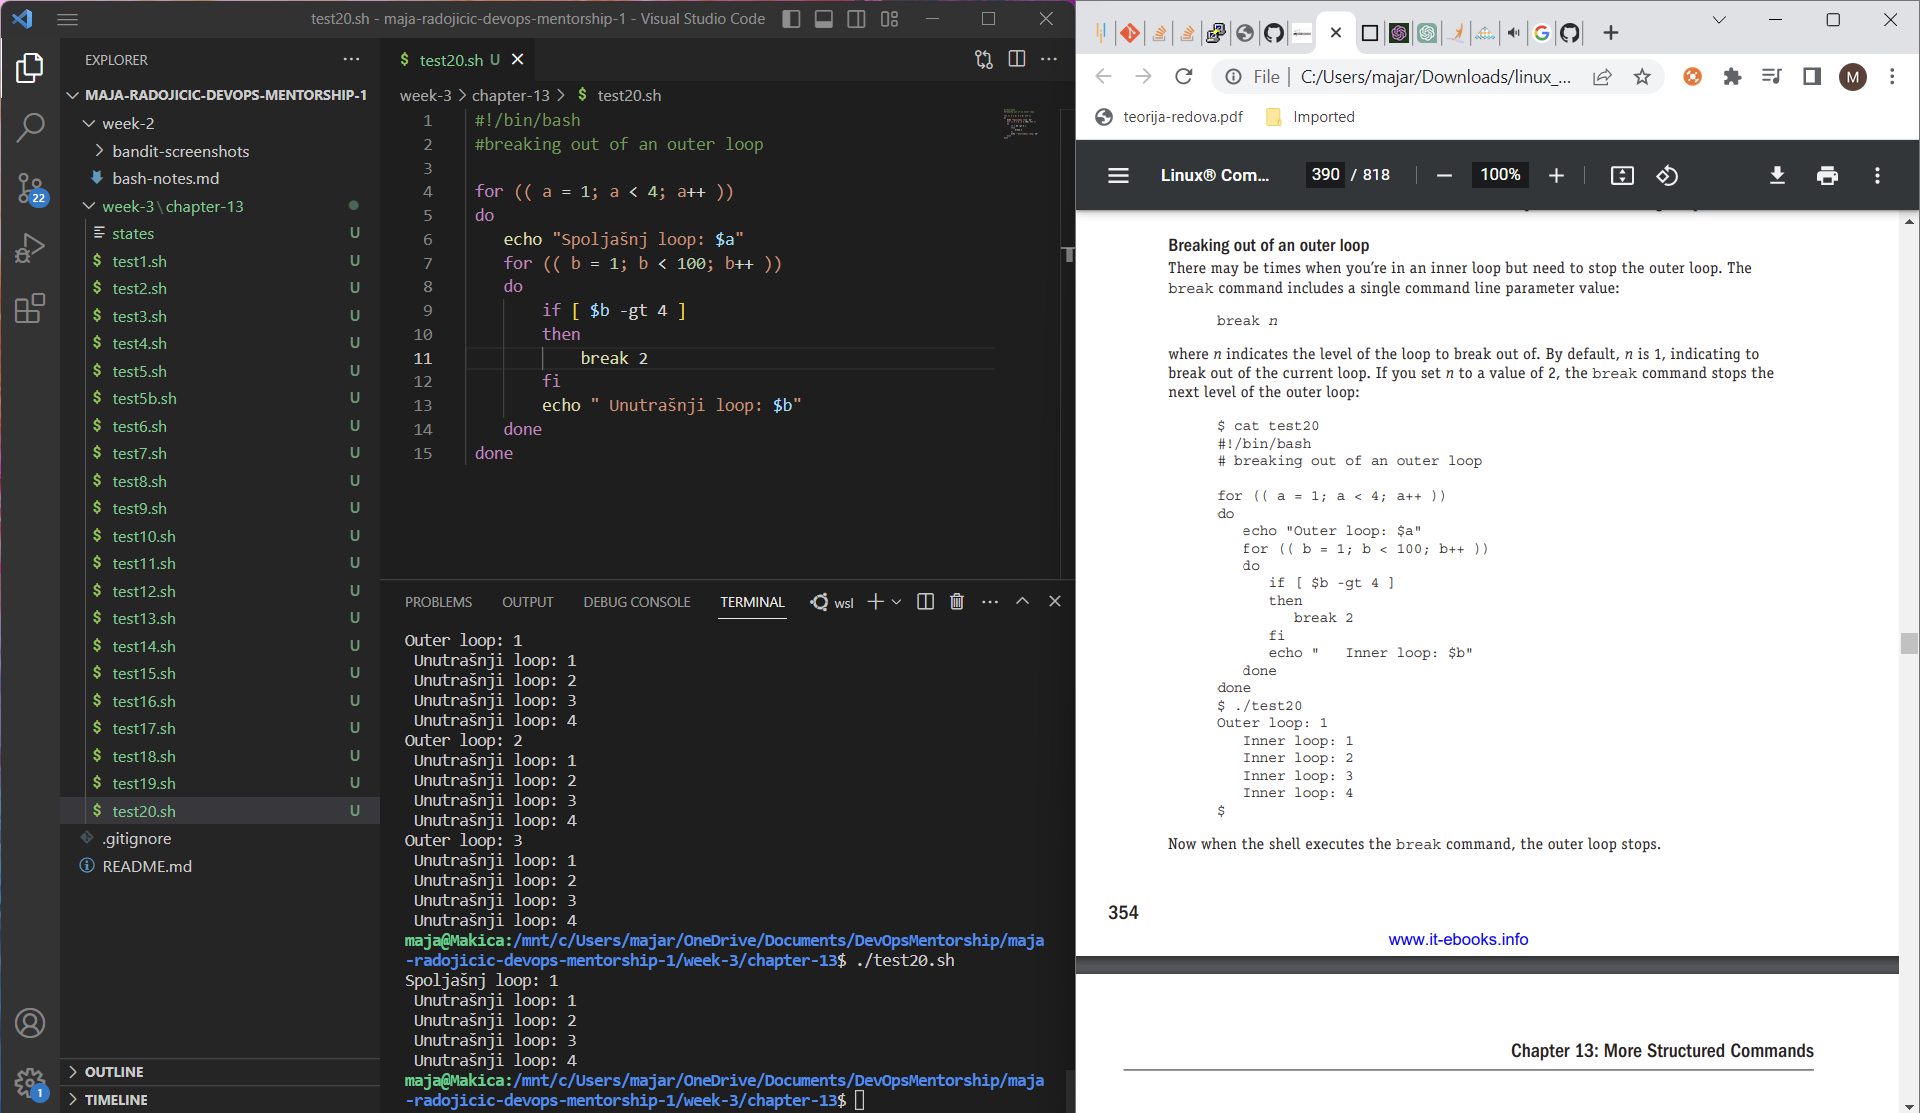 test20.sh - maja-radojicic-devops-mentorship-1 - Visual Studio Code
EXPLORER
MAJA-RADOJICIC-DEVOPS-MENTORSHIP-1
week-2
bandit-screenshots
bash-notes.md
week-3\chapter-13
states U
test1.sh U
test2.sh U
test3.sh U
test4.sh U
test5.sh U
test5b.sh U
test6.sh U
test7.sh U
test8.sh U
test9.sh U
test10.sh U
test11.sh U
test12.sh U
test13.sh U
test14.sh U
test15.sh U
test16.sh U
test17.sh U
test18.sh U
test19.sh U
test20.sh U
.gitignore
README.md
OUTLINE
TIMELINE
22
1
$ test20.sh U
week-3 > chapter-13 > $ test20.sh
1 #!/bin/bash
2 #breaking out of an outer loop
3
4 for (( a = 1; a < 4; a++ ))
5 do
6 echo "Spoljašnj loop: $a"
7 for (( b = 1; b < 100; b++ ))
8 do
9 if [ $b -gt 4 ]
10 then
11 break 2
12 fi
13 echo " Unutrašnji loop: $b"
14 done
15 done
PROBLEMS OUTPUT DEBUG CONSOLE TERMINAL wsl
Outer loop: 1
Unutrašnji loop: 1
Unutrašnji loop: 2
Unutrašnji loop: 3
Unutrašnji loop: 4
Outer loop: 2
Unutrašnji loop: 1
Unutrašnji loop: 2
Unutrašnji loop: 3
Unutrašnji loop: 4
Outer loop: 3
Unutrašnji loop: 1
Unutrašnji loop: 2
Unutrašnji loop: 3
Unutrašnji loop: 4
maja@Makica:/mnt/c/Users/majar/OneDrive/Documents/DevOpsMentorship/maja
-radojicic-devops-mentorship-1/week-3/chapter-13$ ./test20.sh
Spoljašnj loop: 1
Unutrašnji loop: 1
Unutrašnji loop: 2
Unutrašnji loop: 3
Unutrašnji loop: 4
maja@Makica:/mnt/c/Users/majar/OneDrive/Documents/DevOpsMentorship/maja
-radojicic-devops-mentorship-1/week-3/chapter-13$
File | C:/Users/majar/Downloads/linux_...
M
teorija-redova.pdf Imported
Linux® Com... 390 / 818 100%
Breaking out of an outer loop
There may be times when you're in an inner loop but need to stop the outer loop. The
break command includes a single command line parameter value:
break n
where n indicates the level of the loop to break out of. By default, n is 1, indicating to
break out of the current loop. If you set n to a value of 2, the break command stops the
next level of the outer loop:
$ cat test20
#!/bin/bash
# breaking out of an outer loop
for (( a = 1; a < 4; a++ ))
do
echo "Outer loop: $a"
for (( b = 1; b < 100; b++ ))
do
if [ $b -gt 4 ]
then
break 2
fi
echo " Inner loop: $b"
done
done
$ ./test20
Outer loop: 1
Inner loop: 1
Inner loop: 2
Inner loop: 3
Inner loop: 4
$
Now when the shell executes the break command, the outer loop stops.
354
www.it-ebooks.info
Chapter 13: More Structured Commands